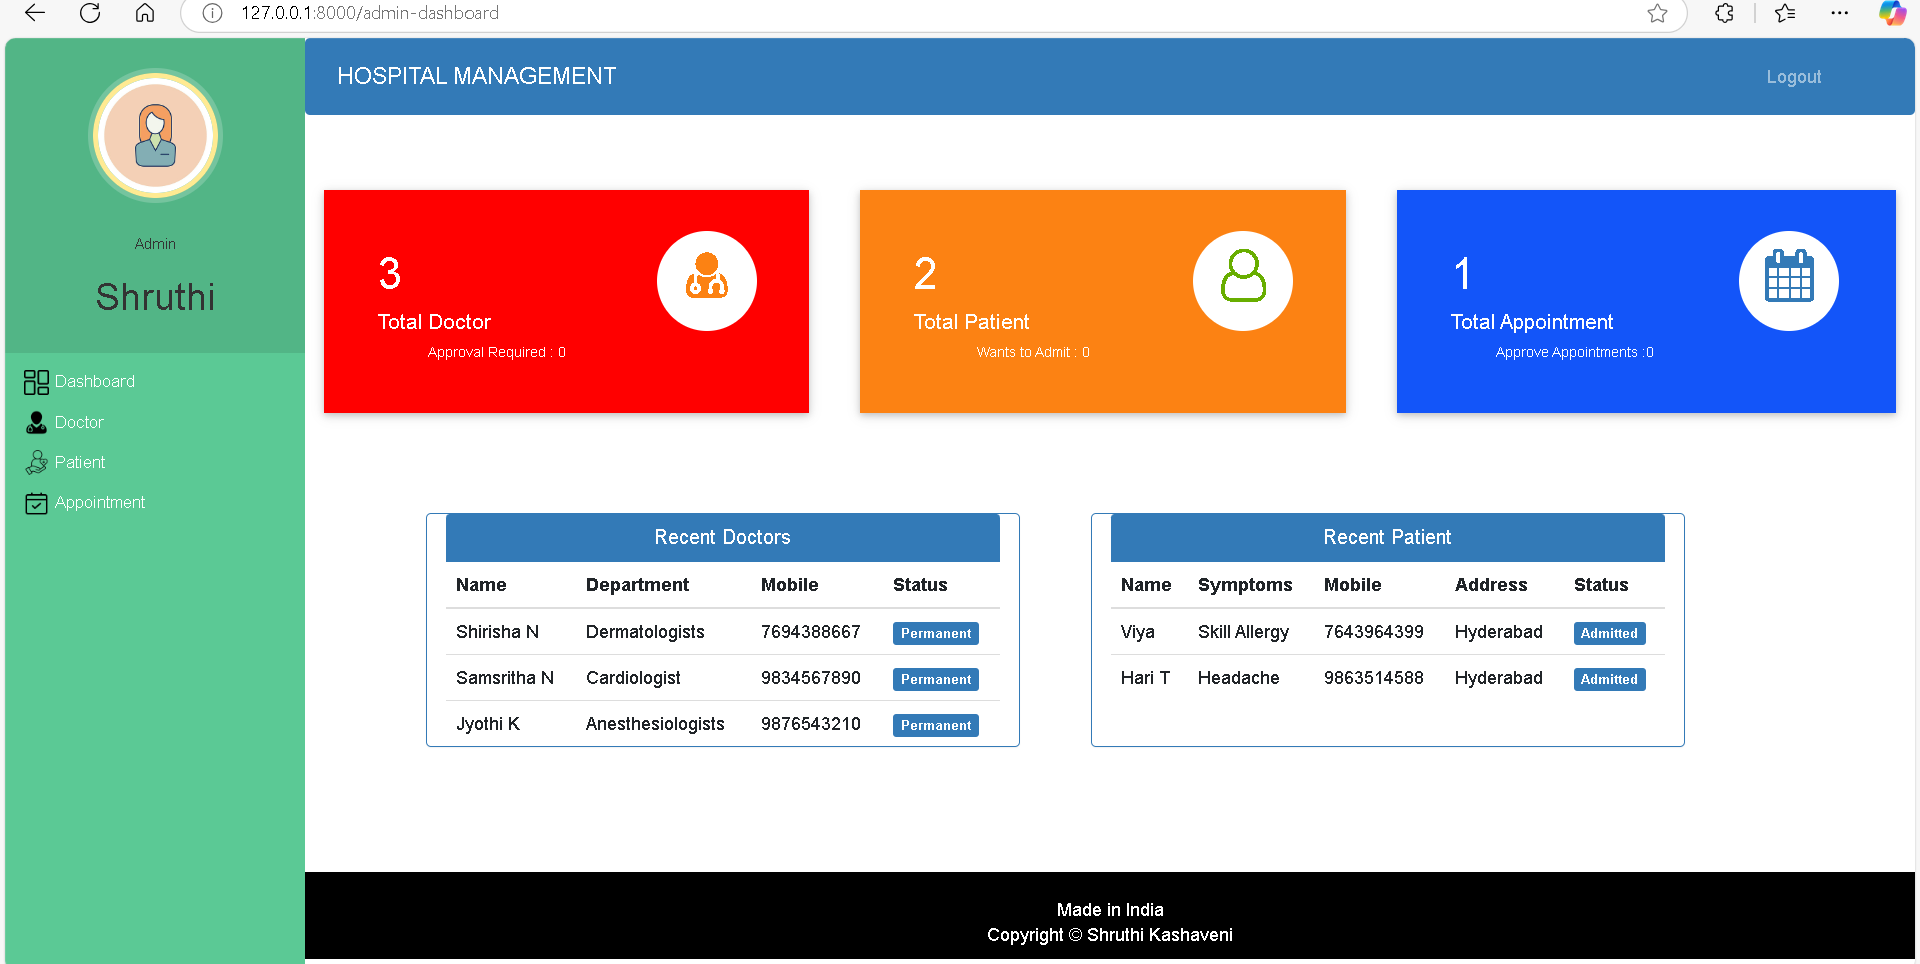 127.0.0.1:8000/admin-dashboard
HOSPITAL MANAGEMENT
Logout
Admin
Shruthi
Dashboard
Doctor
Patient
Appointment
3
Total Doctor
Approval Required : 0
2
Total Patient
Wants to Admit : 0
1
Total Appointment
Approve Appointments :0
Recent Doctors
Name Department Mobile Status
Shirisha N Dermatologists 7694388667 Permanent
Samsritha N Cardiologist 9834567890 Permanent
Jyothi K Anesthesiologists 9876543210 Permanent
Recent Patient
Name Symptoms Mobile Address Status
Viya Skill Allergy 7643964399 Hyderabad Admitted
Hari T Headache 9863514588 Hyderabad Admitted
Made in India
Copyright © Shruthi Kashaveni